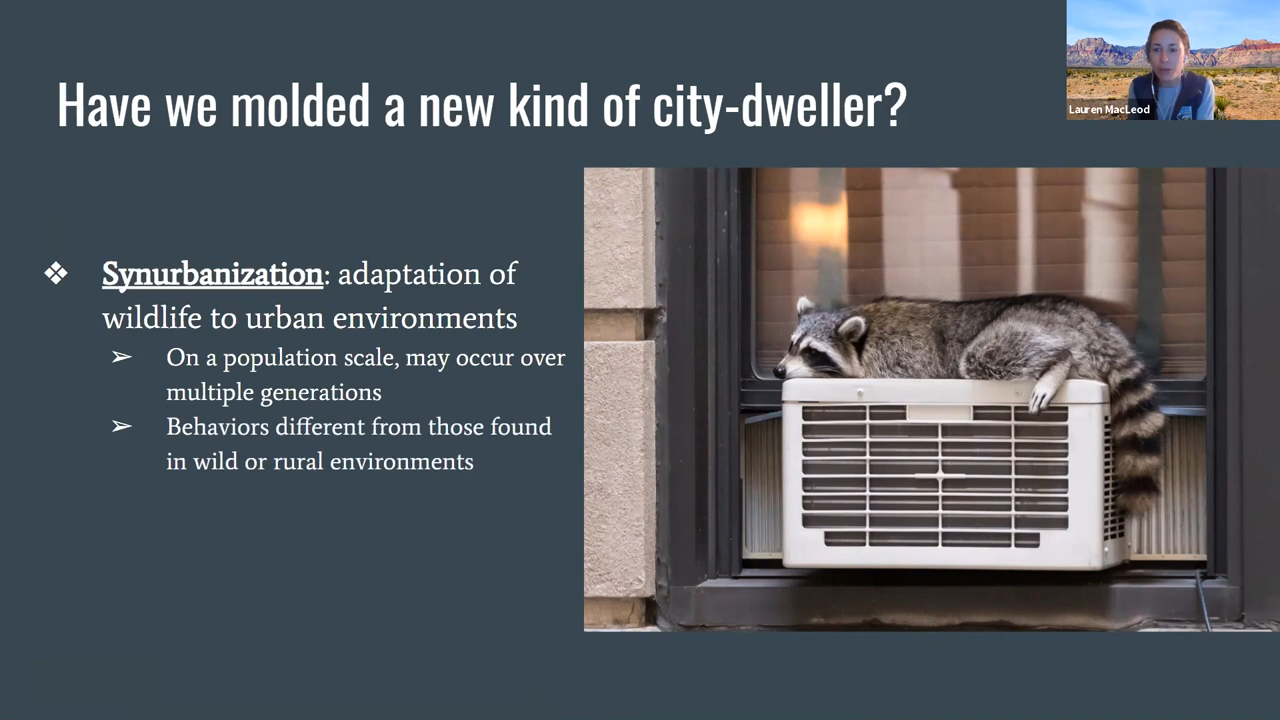 Lauren MacLeod
Have we molded a new kind of city-dweller?
❖ Synurbanization: adaptation of
wildlife to urban environments
➢ On a population scale, may occur over
multiple generations
➢ Behaviors different from those found
in wild or rural environments